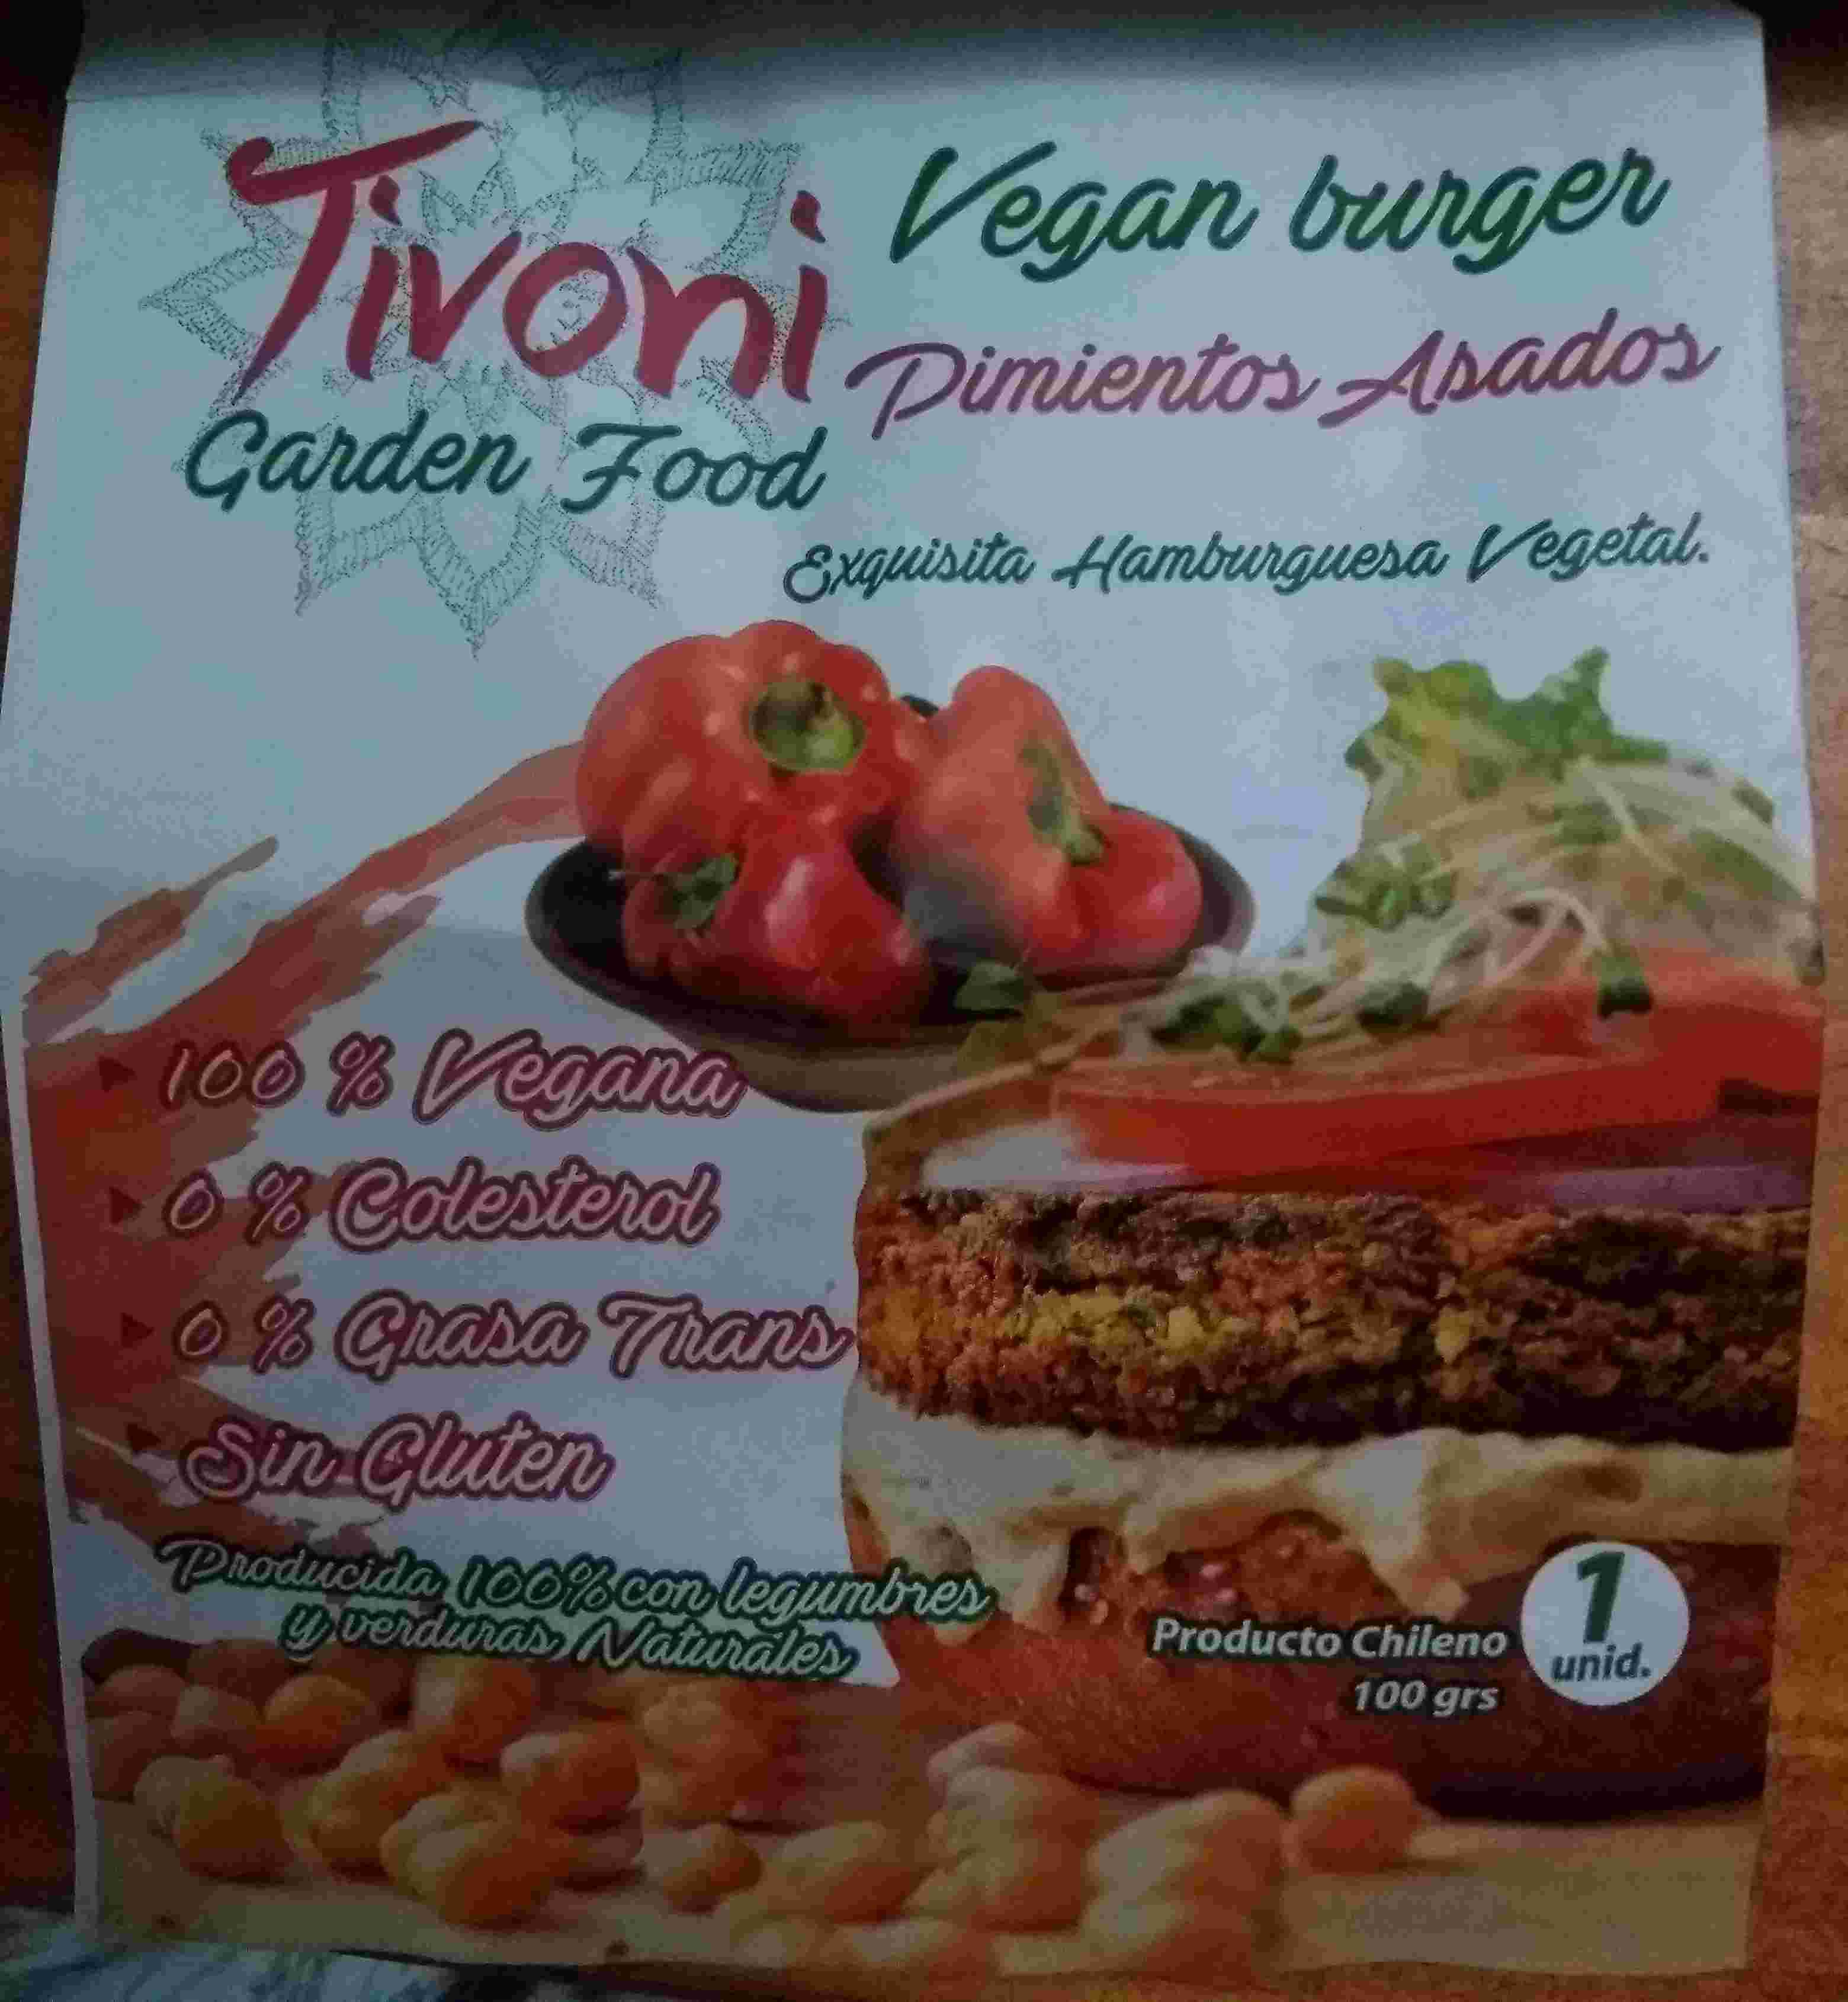 Tivoni
Garden Food
Vegan burger
Pimientos Asados
Exquisita Hamburguesa Vegetal.
100 % Vegana
0 % Colesterol
0 % Grasa Trans
Sin Gluten
Producida 100% con legumbres
y verduras Naturales
Producto Chileno
100 grs
1
unid.